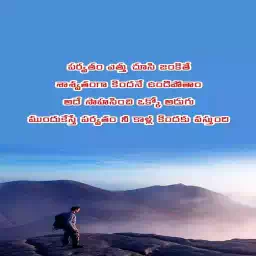 పర్వతం ఎత్తు చూసి జంకితే
శాశ్వతంగా కిందనే ఉండిపోతాం
అదే సాహసించి ఒక్కో అడుగు
ముందుకేస్తే పర్వతం నీ కాళ్ల కిందకు వస్తుంది